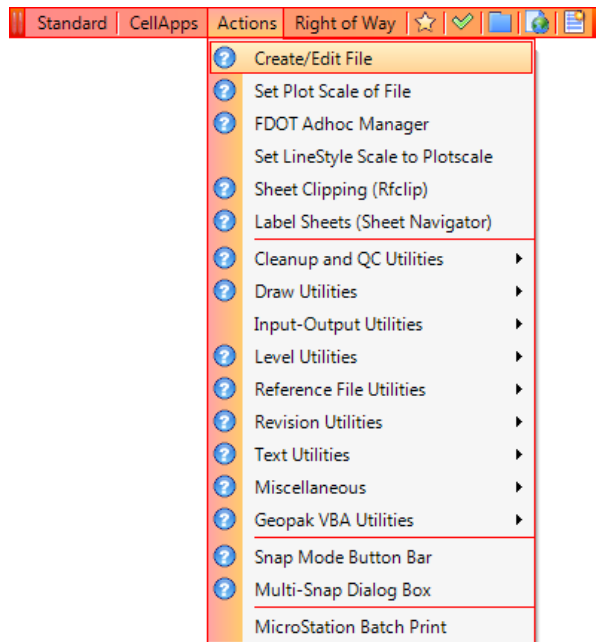 Standard CellApps Actions Right of Way
Create/Edit File
Set Plot Scale of File
FDOT Adhoc Manager
Set LineStyle Scale to Plotscale
Sheet Clipping (Rfclip)
Label Sheets (Sheet Navigator)
Cleanup and QC Utilities
Draw Utilities
Input-Output Utilities
Level Utilities
Reference File Utilities
Revision Utilities
Text Utilities
Miscellaneous
Geopak VBA Utilities
Snap Mode Button Bar
Multi-Snap Dialog Box
MicroStation Batch Print